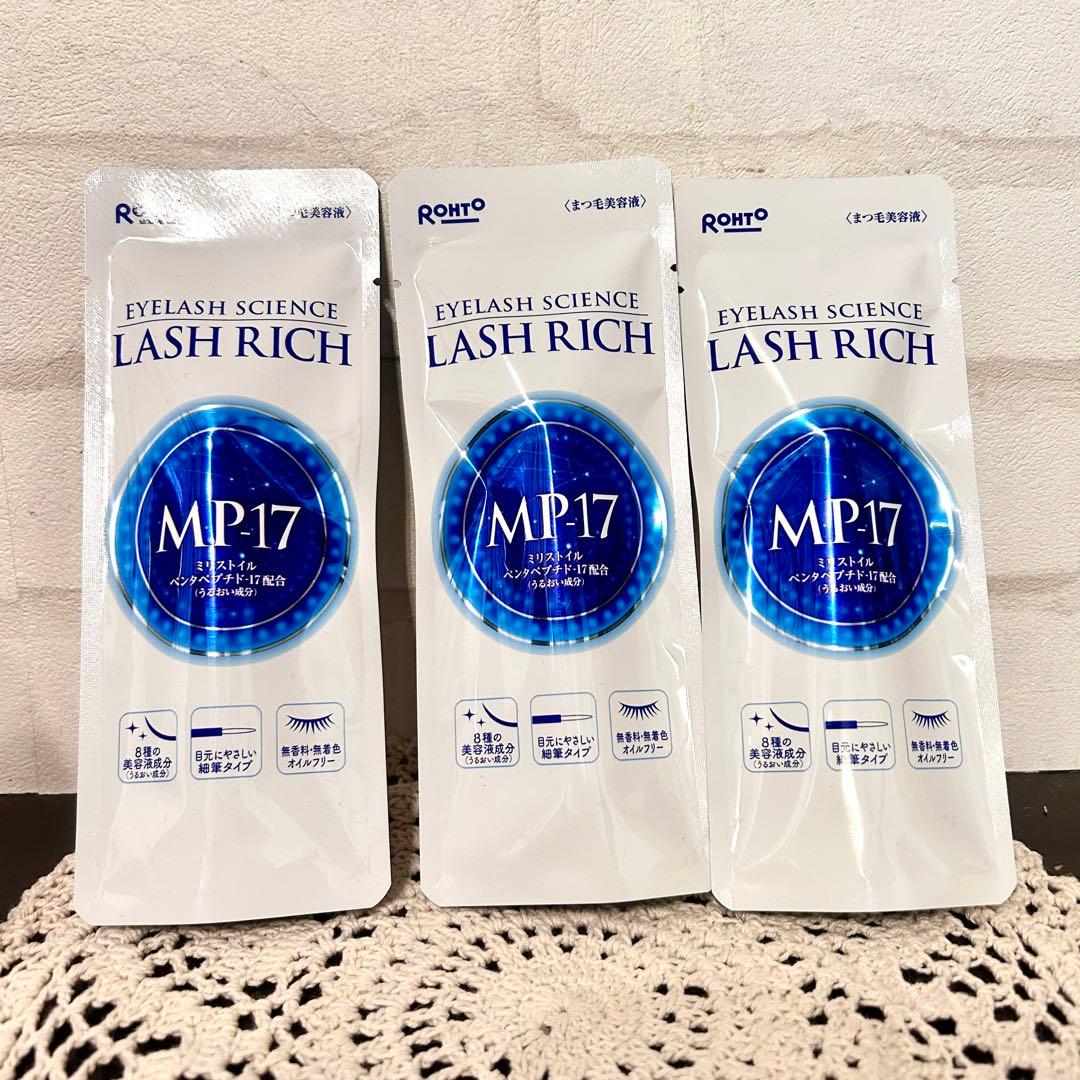 ROHTO
つ毛美容液〉
EYELASH SCIENCE
LASH RICH
MP-17
ミリストイル
ペンタペプチド-17配合
(うるおい成分)
8種の
美容液成分
(うるおい成分)
目元にやさしい
細筆タイプ
無香料・無着色
オイルフリー
ROHTO
〈まつ毛美容液〉
EYELASH SCIENCE
LASH RICH
MP-17
ミリストイル
ペンタペプチド-17配合
(うるおい成分)
8種の
美容液成分
(うるおい成分)
目元にやさしい
細筆タイプ
無香料・無着色
オイルフリー
ROHTO
〈まつ毛美容液〉
EYELASH SCIENCE
LASH RICH
MP-17
ミリストイル
ペンタペプチド-17配合
(うるおい成分)
8種の
美容液成分
(うるおい成分)
目元にやさしい
細筆タイプ
無香料・無着色
オイルフリー